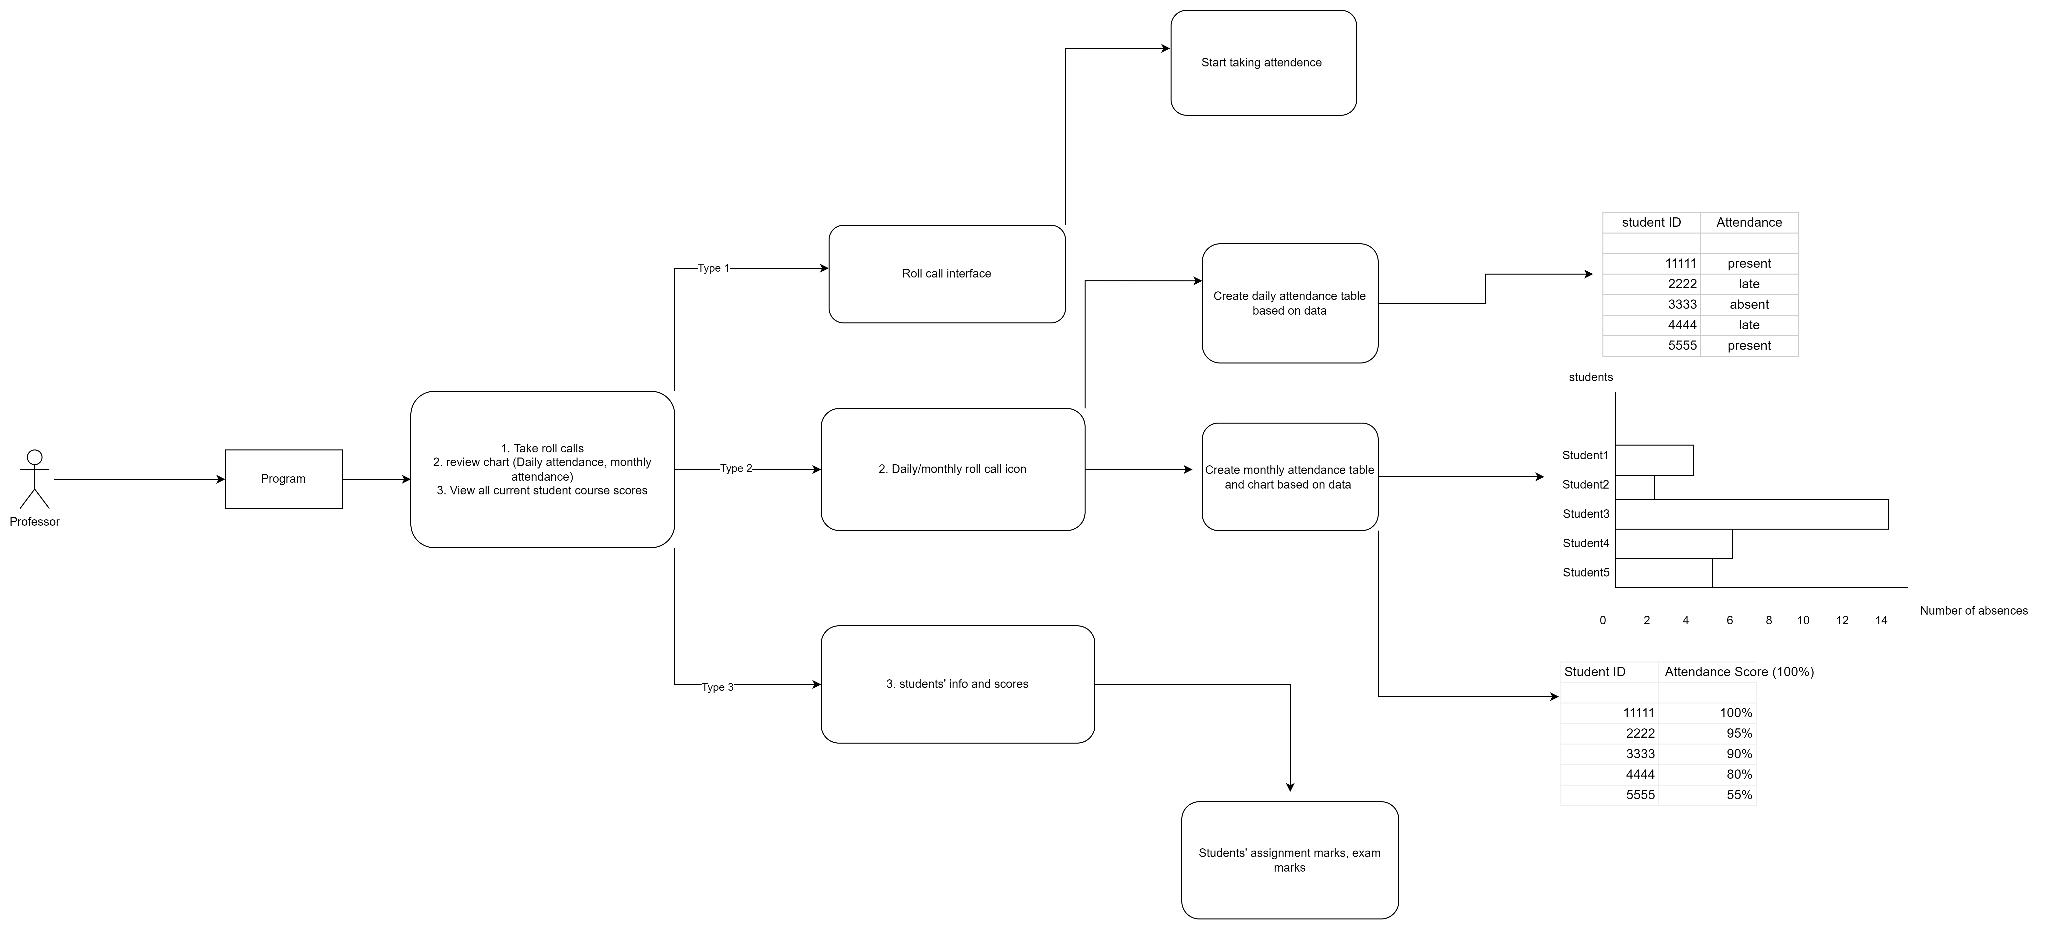 Start taking attendence
student ID Attendance
11111 present
2222 late
3333 absent
4444 late
5555 present
Type 1
Roll call interface
Create daily attendance table
based on data
students
Professor
Program
1. Take roll calls
2. review chart (Daily attendance, monthly
attendance)
3. View all current student course scores
Type 2
2. Daily/monthly roll call icon
Create monthly attendance table
and chart based on data
Student1
Student2
Student3
Student4
Student5
0 2 4 6 8 10 12 14
Number of absences
Type 3
3. students' info and scores
Student ID Attendance Score (100%)
11111 100%
2222 95%
3333 90%
4444 80%
5555 55%
Students' assignment marks, exam
marks